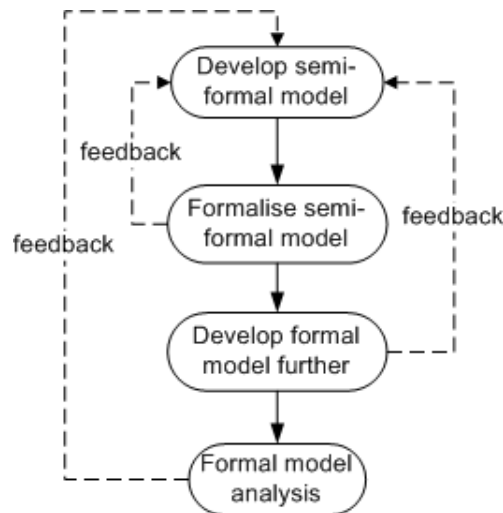 Develop semi-
formal model
feedback
Formalise semi-
formal model
feedback
feedback
Develop formal
model further
Formal model
analysis